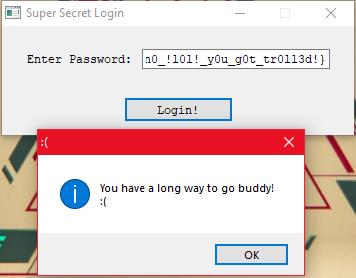 Super Secret Login
Enter Password: n0_!l0l!_y0u_g0t_tr0ll3d!}
Login!
:(
You have a long way to go buddy!
:(
OK